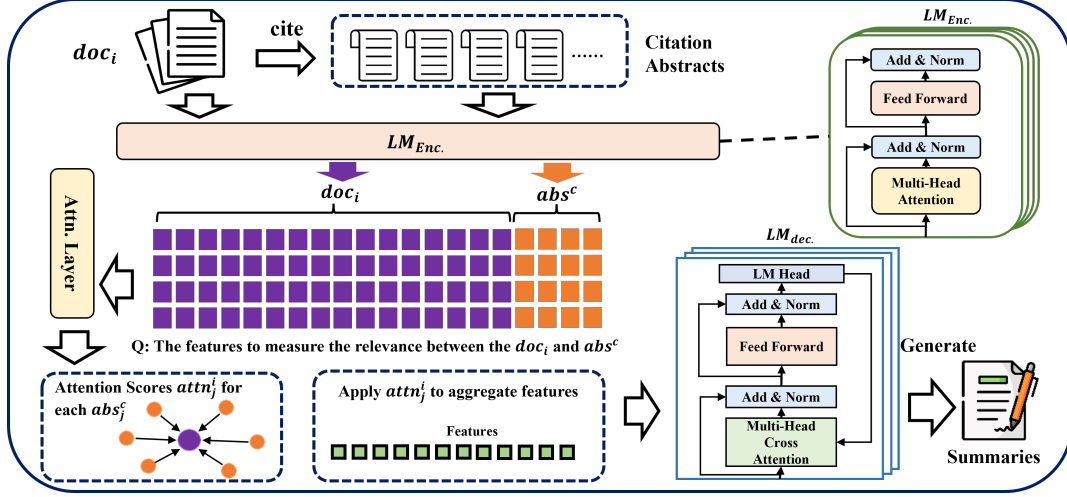 doc_i
cite
......
Citation
Abstracts
LM_Enc.
LM_Enc.
Add & Norm
Feed Forward
Add & Norm
Multi-Head
Attention
doc_i
abs^c
Attn. Layer
Q: The features to measure the relevance between the doc_i and abs^c
Attention Scores attn_j^i for
each abs_j^c
Apply attn_j^i to aggregate features
Features
LM_dec.
LM Head
Add & Norm
Feed Forward
Add & Norm
Multi-Head
Cross
Attention
Generate
Summaries